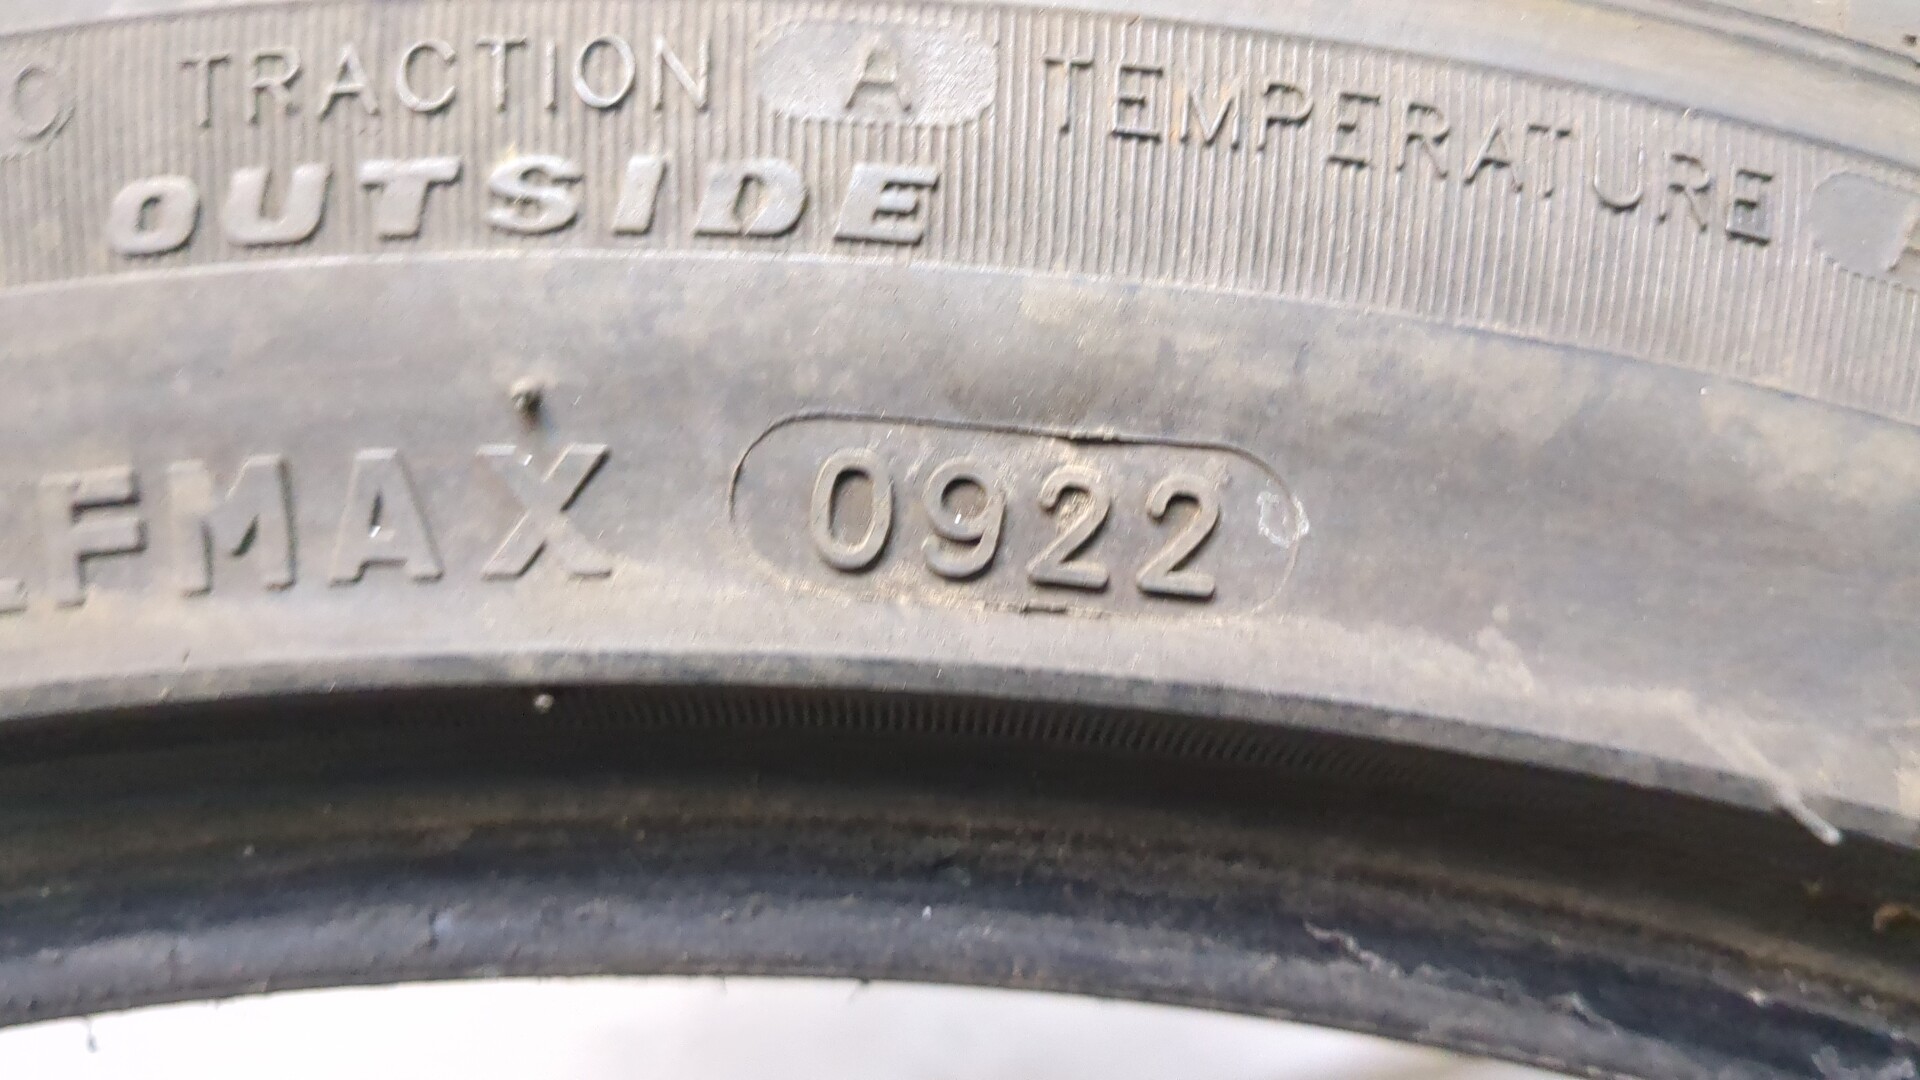 TRACTION A TEMPERATURE
OUTSIDE
FMAX 0922